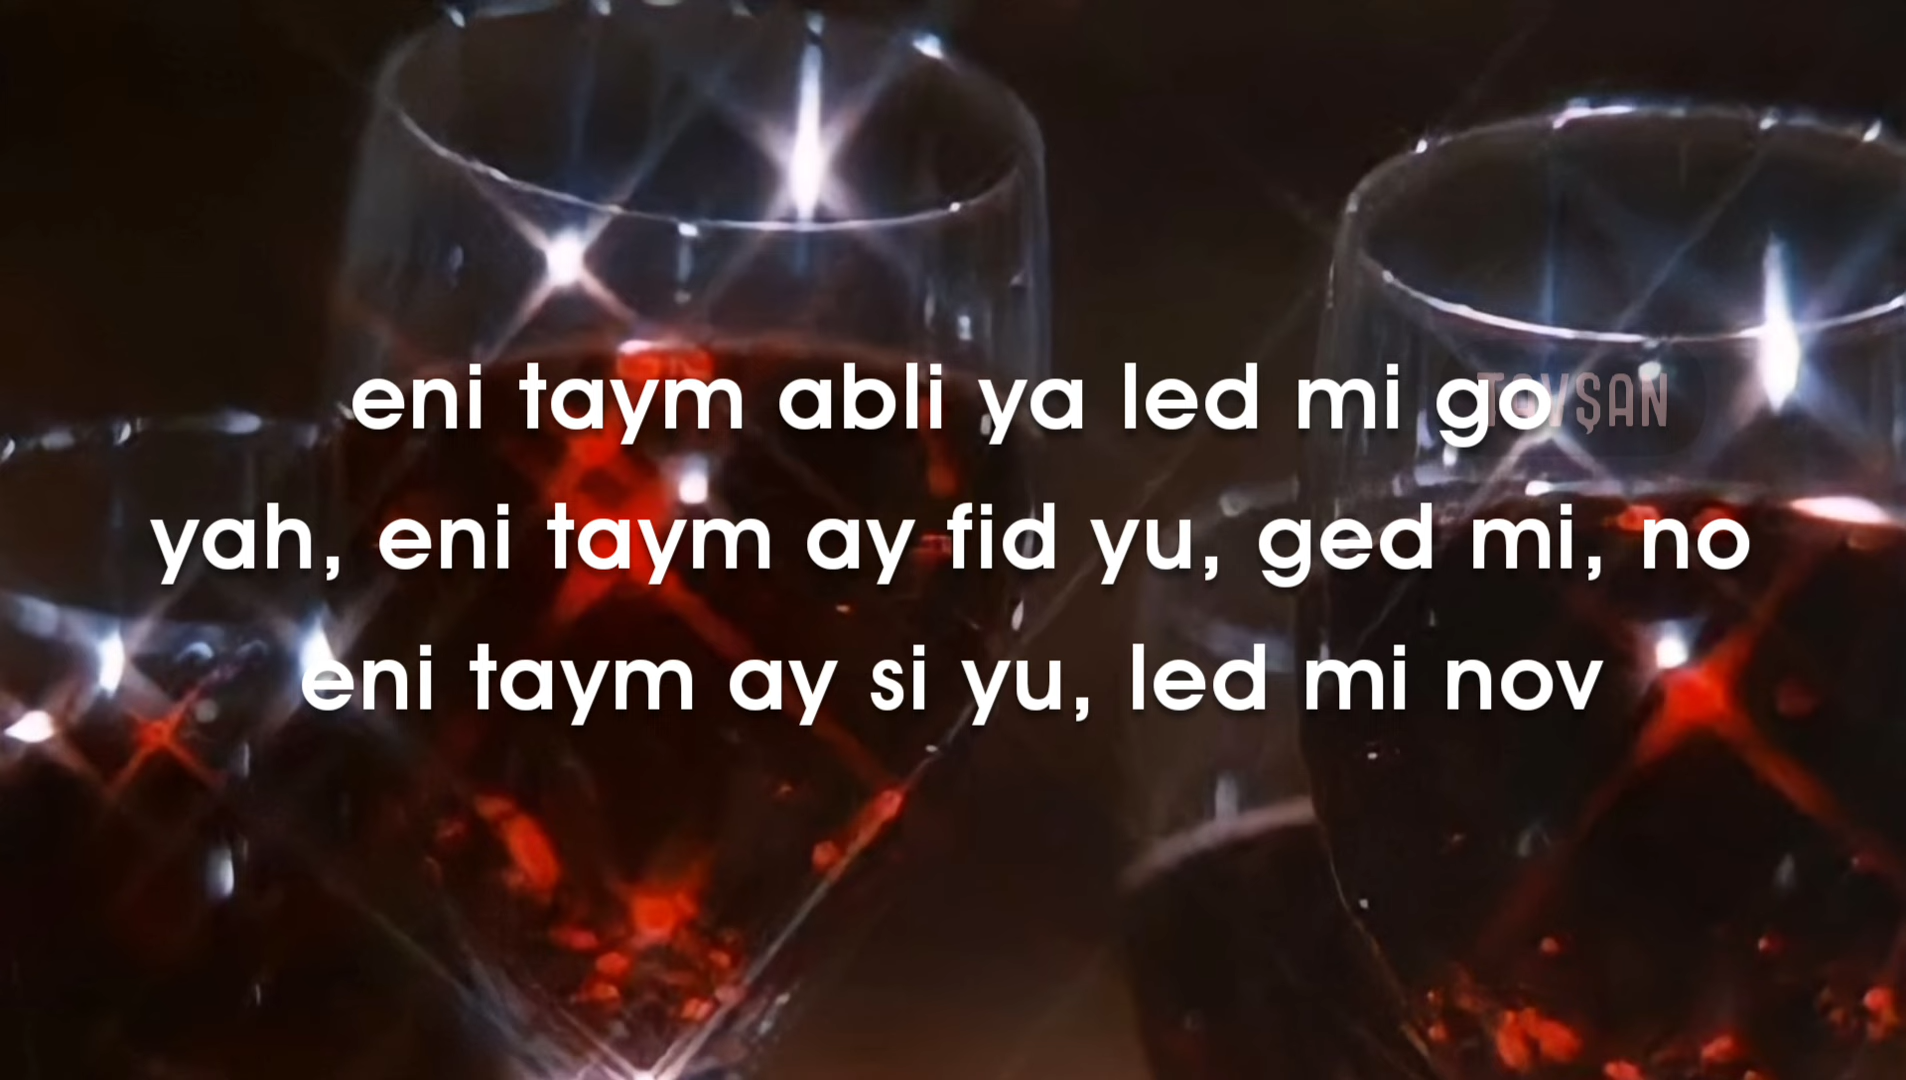 eni taym abli ya led mi go
TAVŞAN
yah, eni taym ay fid yu, ged mi, no
eni taym ay si yu, led mi nov